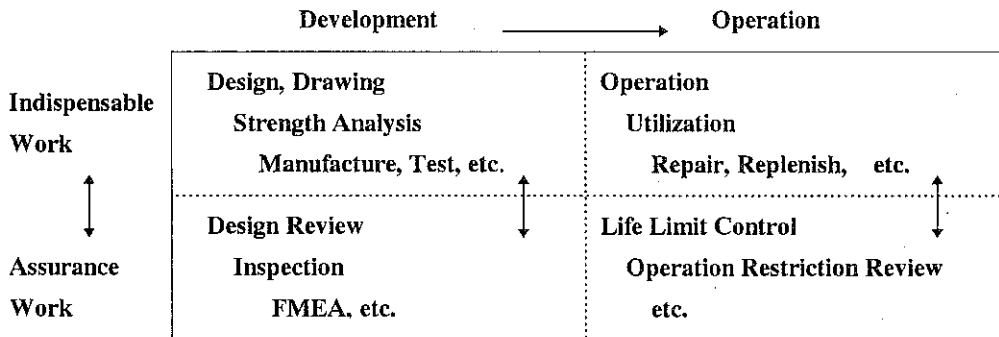 Development Operation
Indispensable
Work
Design, Drawing
Strength Analysis
Manufacture, Test, etc.
Operation
Utilization
Repair, Replenish, etc.
Assurance
Work
Design Review
Inspection
FMEA, etc.
Life Limit Control
Operation Restriction Review
etc.